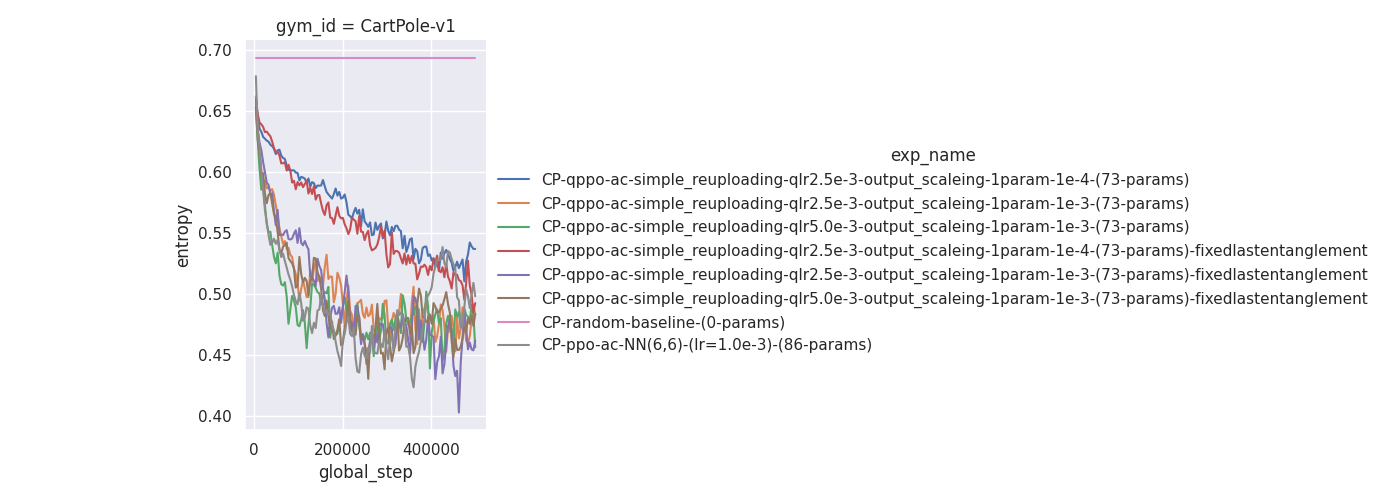 gym_id = CartPole-v1
0.70
0.65
0.60
0.55
0.50
0.45
0.40
entropy
0 200000 400000
global_step
exp_name
CP-qppo-ac-simple_reuploading-qlr2.5e-3-output_scaleing-1param-1e-4-(73-params)
CP-qppo-ac-simple_reuploading-qlr2.5e-3-output_scaleing-1param-1e-3-(73-params)
CP-qppo-ac-simple_reuploading-qlr5.0e-3-output_scaleing-1param-1e-3-(73-params)
CP-qppo-ac-simple_reuploading-qlr2.5e-3-output_scaleing-1param-1e-4-(73-params)-fixedlastentanglement
CP-qppo-ac-simple_reuploading-qlr2.5e-3-output_scaleing-1param-1e-3-(73-params)-fixedlastentanglement
CP-qppo-ac-simple_reuploading-qlr5.0e-3-output_scaleing-1param-1e-3-(73-params)-fixedlastentanglement
CP-random-baseline-(0-params)
CP-ppo-ac-NN(6,6)-(lr=1.0e-3)-(86-params)